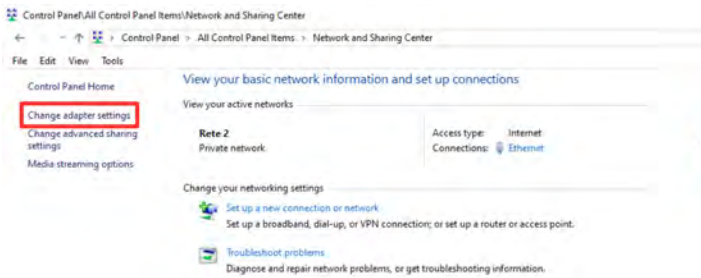 Control Panel\All Control Panel Items\Network and Sharing Center
Control Panel > All Control Panel Items > Network and Sharing Center
File Edit View Tools
Control Panel Home
Change adapter settings
Change advanced sharing
settings
Media streaming options
View your basic network information and set up connections
View your active networks
Rete 2
Private network
Access type: Internet
Connections: Ethernet
Change your networking settings
Set up a new connection or network
Set up a broadband, dial-up, or VPN connection; or set up a router or access point.
Troubleshoot problems
Diagnose and repair network problems, or get troubleshooting information.